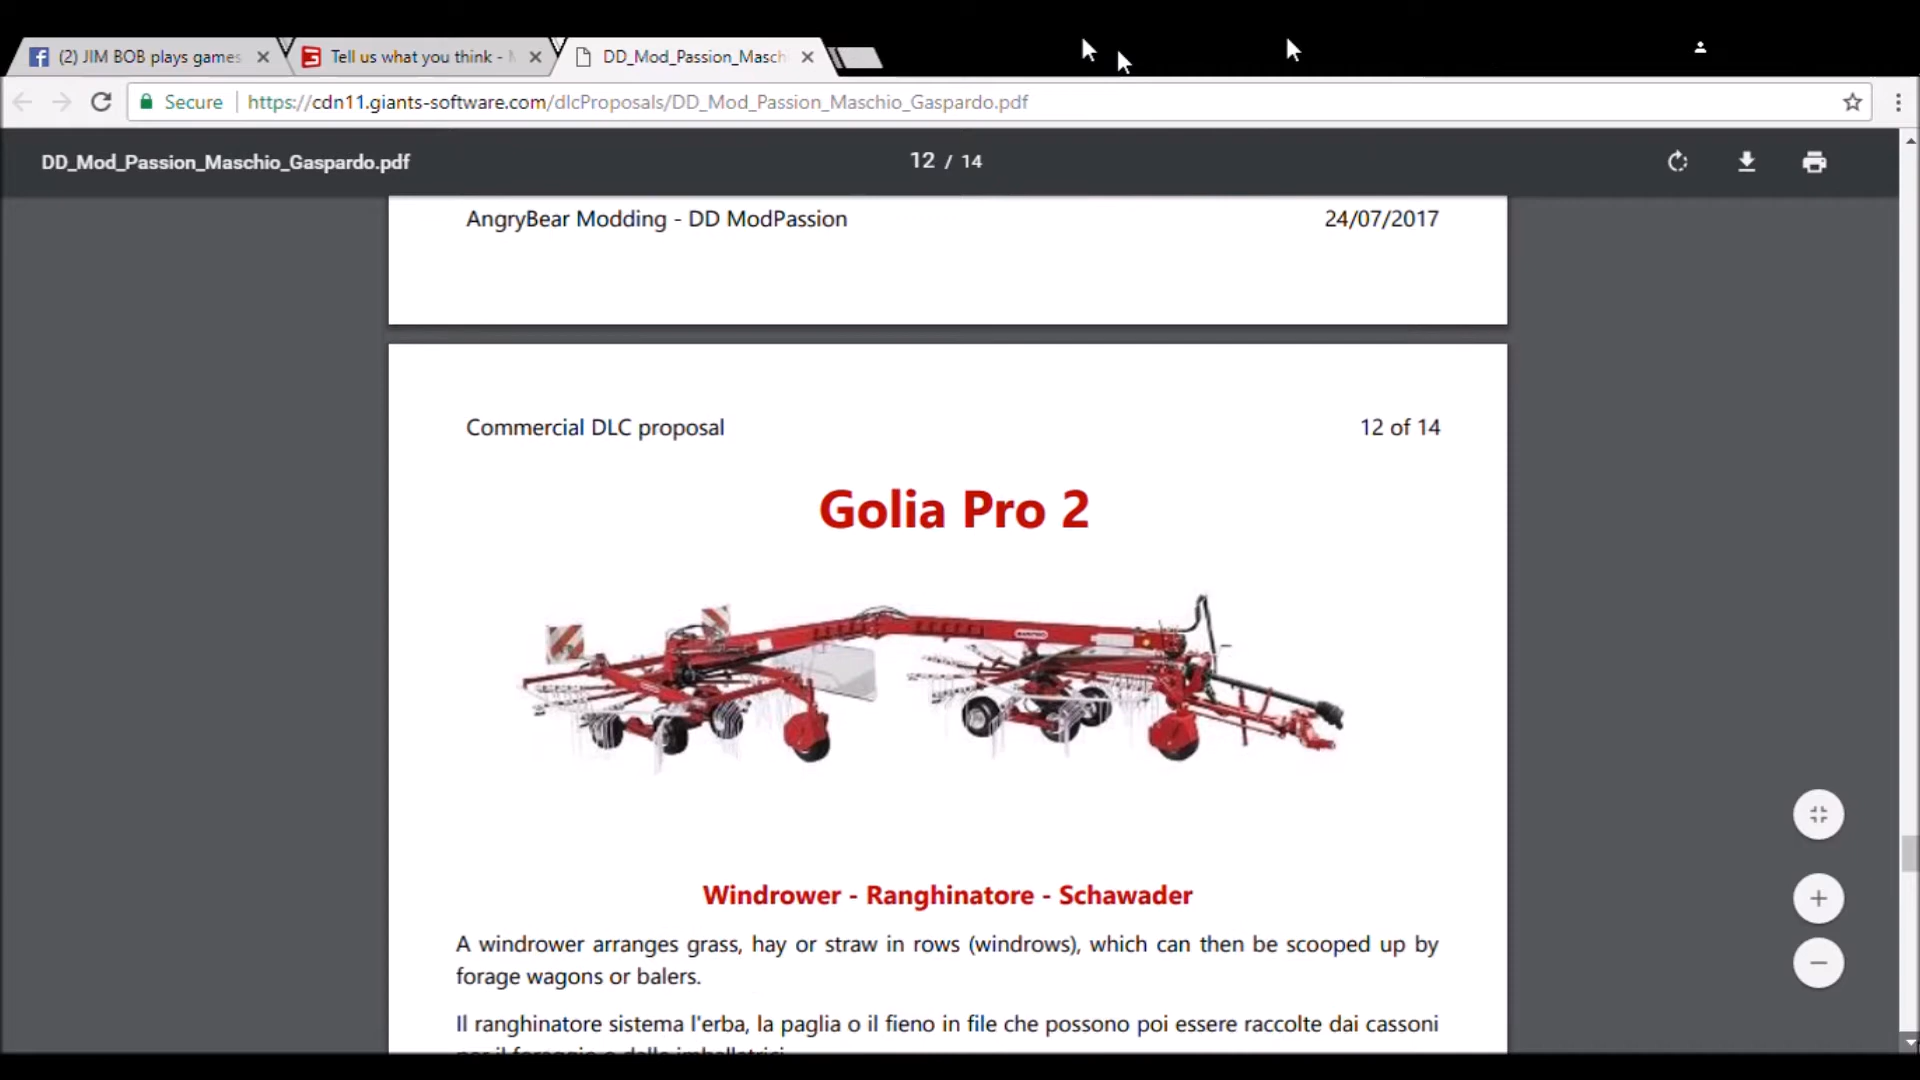 (2) JIM BOB plays games
Tell us what you think -
DD_Mod_Passion_Masch
Secure
https://cdn11.giants-software.com/dlcProposals/DD_Mod_Passion_Maschio_Gaspardo.pdf
DD_Mod_Passion_Maschio_Gaspardo.pdf
12 / 14
AngryBear Modding - DD ModPassion 24/07/2017
Commercial DLC proposal 12 of 14
Golia Pro 2
Windrower - Ranghinatore - Schawader
A windrower arranges grass, hay or straw in rows (windrows), which can then be scooped up by
forage wagons or balers.
Il ranghinatore sistema l'erba, la paglia o il fieno in file che possono poi essere raccolte dai cassoni